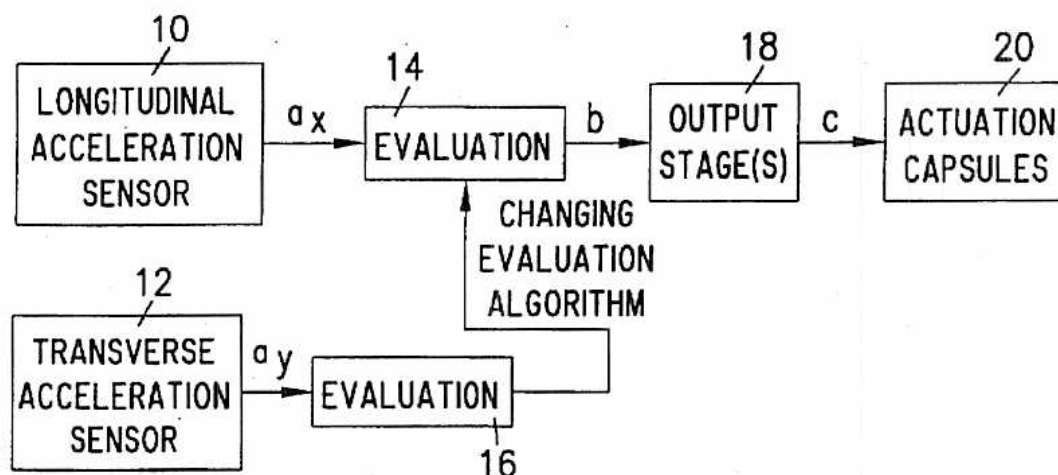 10
LONGITUDINAL
ACCELERATION
SENSOR
a x
14
EVALUATION
b
18
OUTPUT
STAGE(S)
c
20
ACTUATION
CAPSULES
CHANGING
EVALUATION
ALGORITHM
12
TRANSVERSE
ACCELERATION
SENSOR
a y
EVALUATION
16